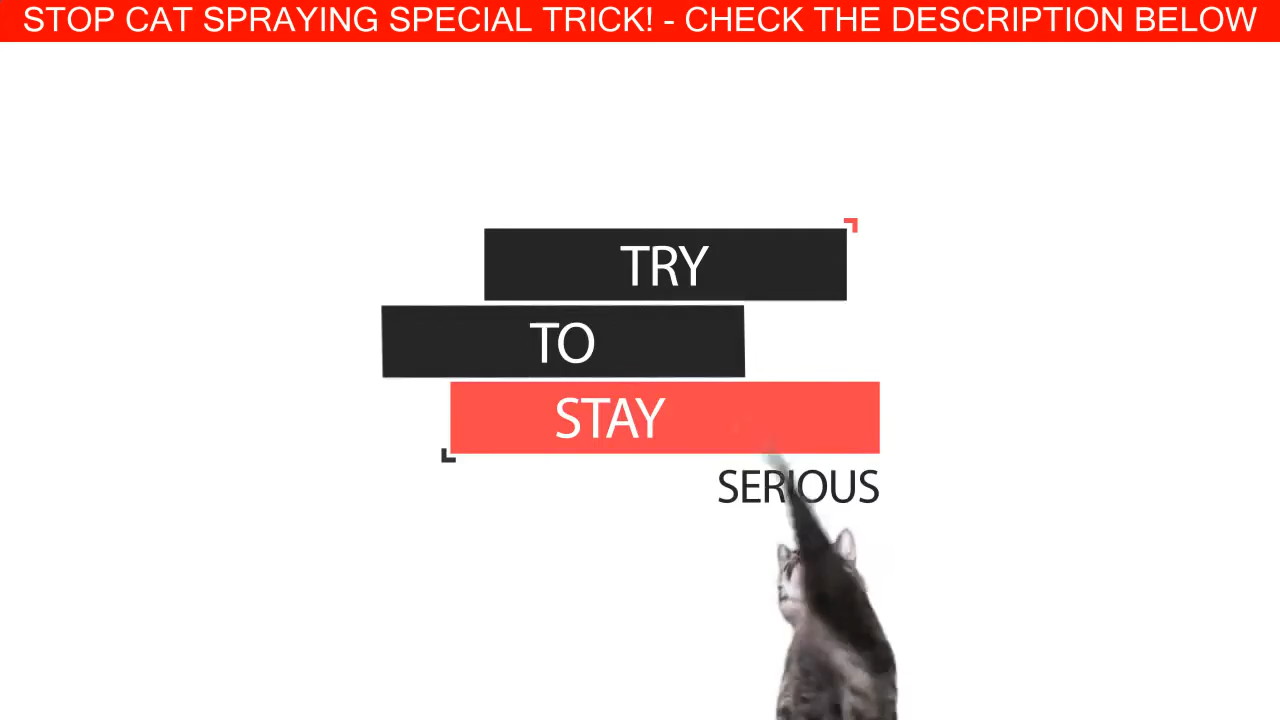 STOP CAT SPRAYING SPECIAL TRICK! - CHECK THE DESCRIPTION BELOW
TRY
TO
STAY
SERIOUS